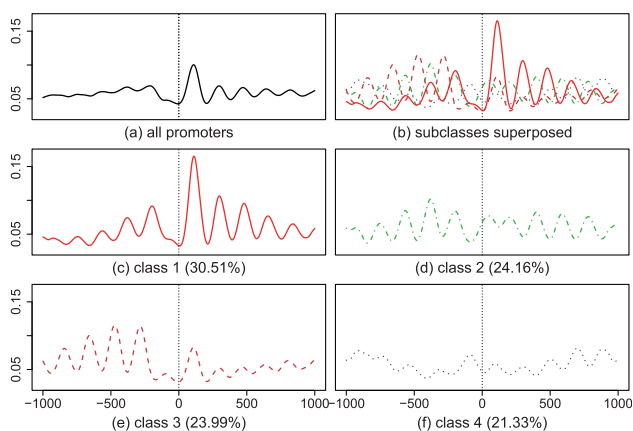 0.15
0.05
(a) all promoters
(b) subclasses superposed
0.15
0.05
(c) class 1 (30.51%)
(d) class 2 (24.16%)
0.15
0.05
−1000 −500 0 500 1000
−1000 −500 0 500 1000
(e) class 3 (23.99%)
(f) class 4 (21.33%)